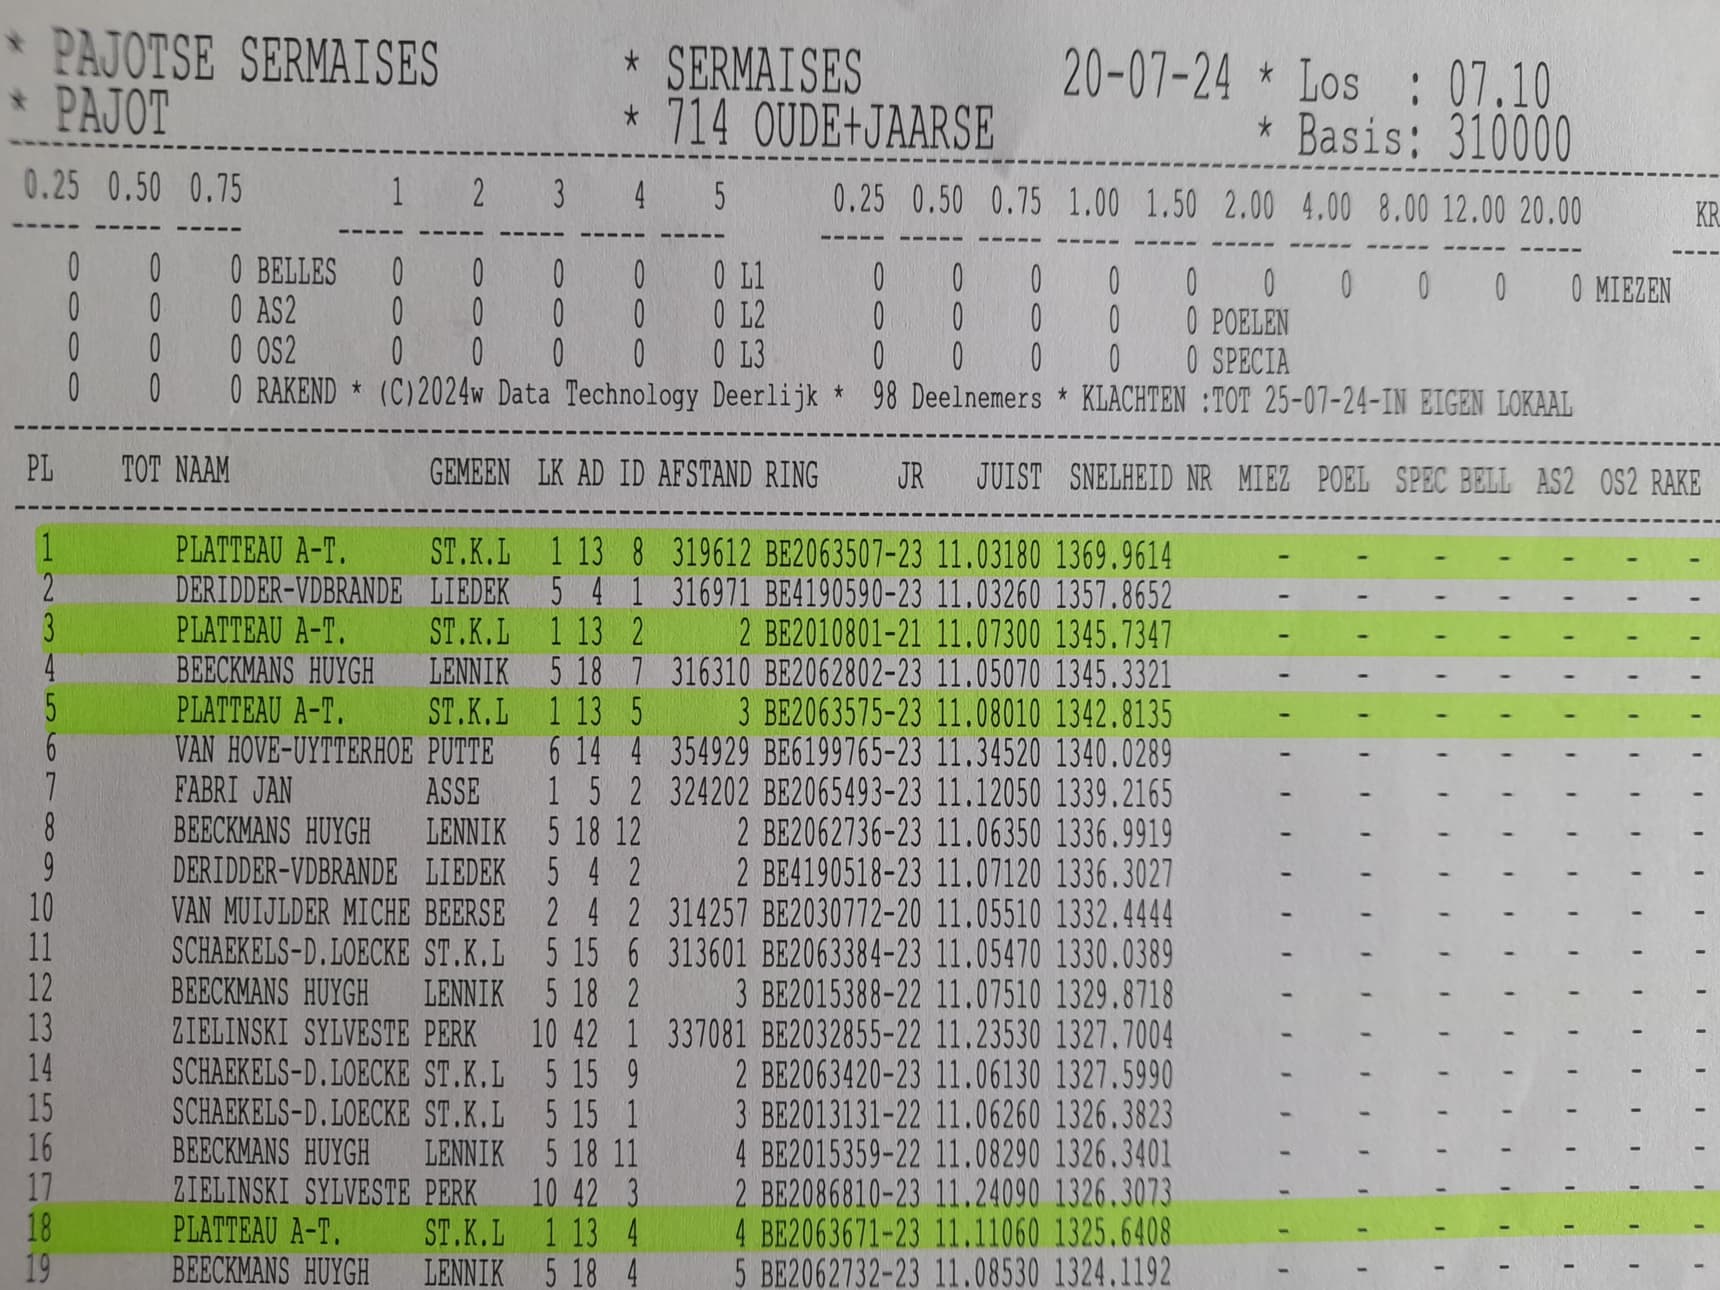 * PAJOTSE SERMAISES * SERMAISES 20-07-24 * Los : 07.10
* PAJOT * 714 OUDE+JAARSE * Basis: 310000
0.25 0.50 0.75 1 2 3 4 5 0.25 0.50 0.75 1.00 1.50 2.00 4.00 8.00 12.00 20.00 KR
0 0 0 BELLES 0 0 0 0 0 L1 0 0 0 0 0 0 0 0 0 0 MIEZEN
0 0 0 AS2 0 0 0 0 0 L2 0 0 0 0 0 POELEN
0 0 0 OS2 0 0 0 0 0 L3 0 0 0 0 0 SPECIA
0 0 0 RAKEND * (C)2024w Data Technology Deerlijk * 98 Deelnemers * KLACHTEN :TOT 25-07-24-IN EIGEN LOKAAL
PL TOT NAAM GEMEEN LK AD ID AFSTAND RING JR JUIST SNELHEID NR MIEZ POEL SPEC BELL AS2 OS2 RAKE
1 PLATTEAU A-T. ST.K.L 1 13 8 319612 BE2063507-23 11.03180 1369.9614 - - - - - - -
2 DERIDDER-VDBRANDE LIEDEK 5 4 1 316971 BE4190590-23 11.03260 1357.8652 - - - - - - -
3 PLATTEAU A-T. ST.K.L 1 13 2 2 BE2010801-21 11.07300 1345.7347 - - - - - - -
4 BEECKMANS HUYGH LENNIK 5 18 7 316310 BE2062802-23 11.05070 1345.3321 - - - - - - -
5 PLATTEAU A-T. ST.K.L 1 13 5 3 BE2063575-23 11.08010 1342.8135 - - - - - - -
6 VAN HOVE-UYTTERHOE PUTTE 6 14 4 354929 BE6199765-23 11.34520 1340.0289 - - - - - - -
7 FABRI JAN ASSE 1 5 2 324202 BE2065493-23 11.12050 1339.2165 - - - - - - -
8 BEECKMANS HUYGH LENNIK 5 18 12 2 BE2062736-23 11.06350 1336.9919 - - - - - - -
9 DERIDDER-VDBRANDE LIEDEK 5 4 2 2 BE4190518-23 11.07120 1336.3027 - - - - - - -
10 VAN MUIJLDER MICHE BEERSE 2 4 2 314257 BE2030772-20 11.05510 1332.4444 - - - - - - -
11 SCHAEKELS-D.LOECKE ST.K.L 5 15 6 313601 BE2063384-23 11.05470 1330.0389 - - - - - - -
12 BEECKMANS HUYGH LENNIK 5 18 2 3 BE2015388-22 11.07510 1329.8718 - - - - - - -
13 ZIELINSKI SYLVESTE PERK 10 42 1 337081 BE2032855-22 11.23530 1327.7004 - - - - - - -
14 SCHAEKELS-D.LOECKE ST.K.L 5 15 9 2 BE2063420-23 11.06130 1327.5990 - - - - - - -
15 SCHAEKELS-D.LOECKE ST.K.L 5 15 1 3 BE2013131-22 11.06260 1326.3823 - - - - - - -
16 BEECKMANS HUYGH LENNIK 5 18 11 4 BE2015359-22 11.08290 1326.3401 - - - - - - -
17 ZIELINSKI SYLVESTE PERK 10 42 3 2 BE2086810-23 11.24090 1326.3073 - - - - - - -
18 PLATTEAU A-T. ST.K.L 1 13 4 4 BE2063671-23 11.11060 1325.6408 - - - - - - -
19 BEECKMANS HUYGH LENNIK 5 18 4 5 BE2062732-23 11.08530 1324.1192 - - - - - - -